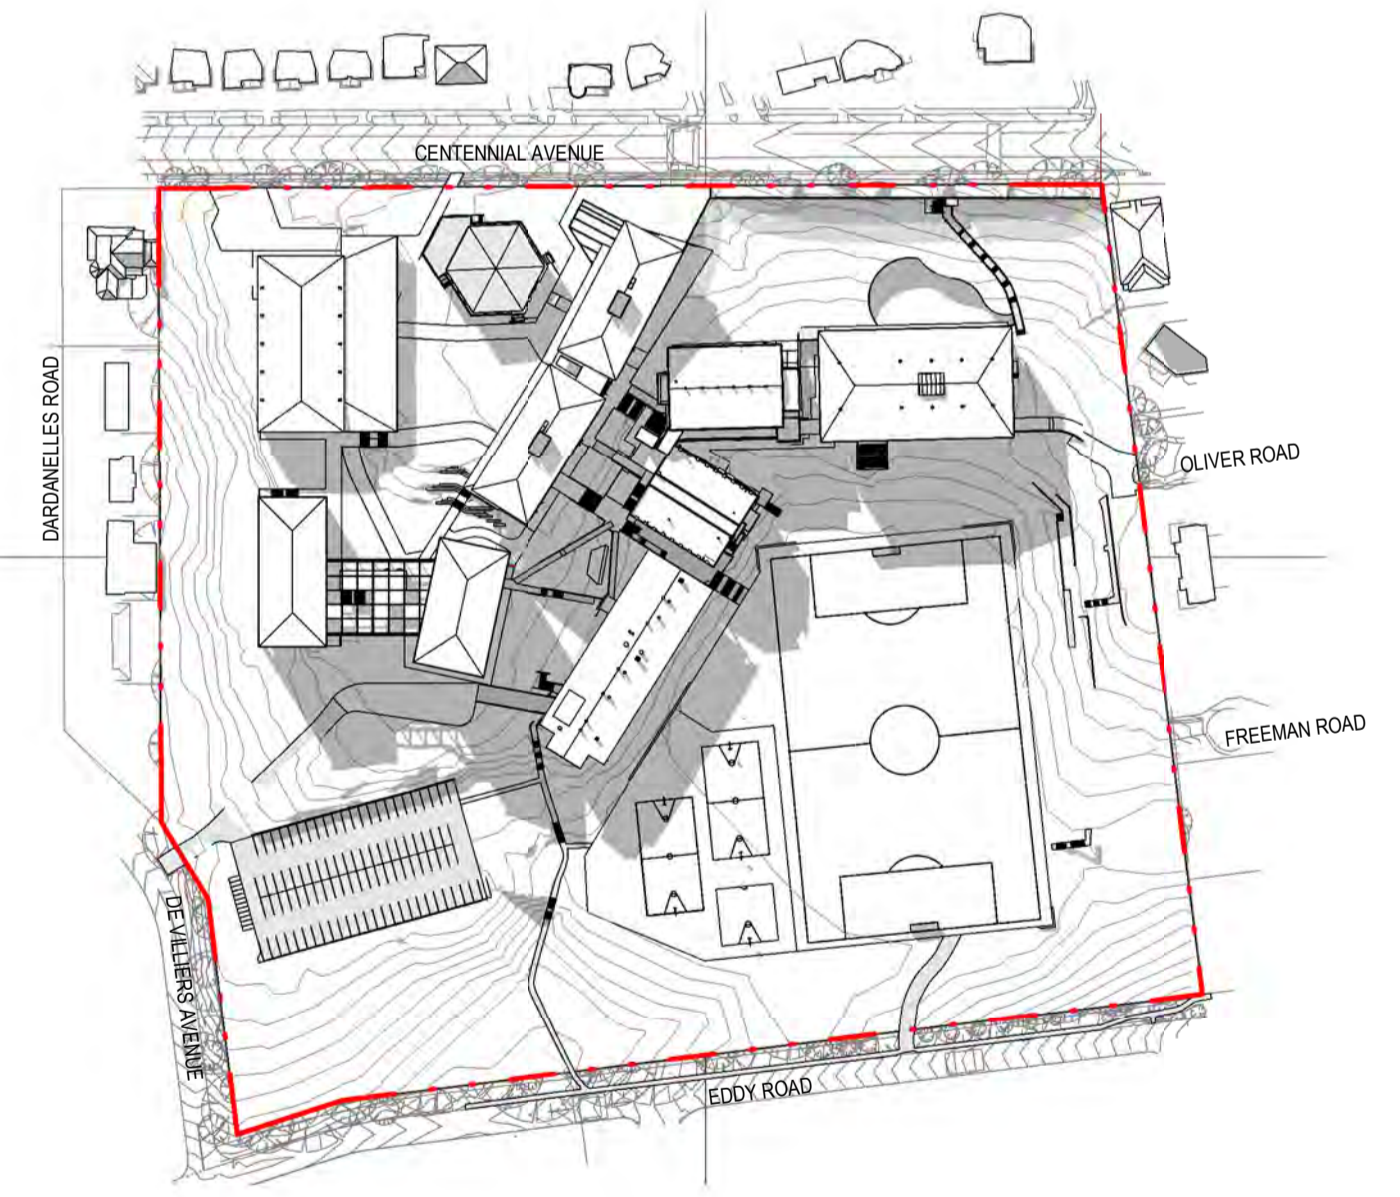 CENTENNIAL AVENUE
DARDANELLES ROAD
OLIVER ROAD
FREEMAN ROAD
DE VILLIERS AVENUE
EDDY ROAD